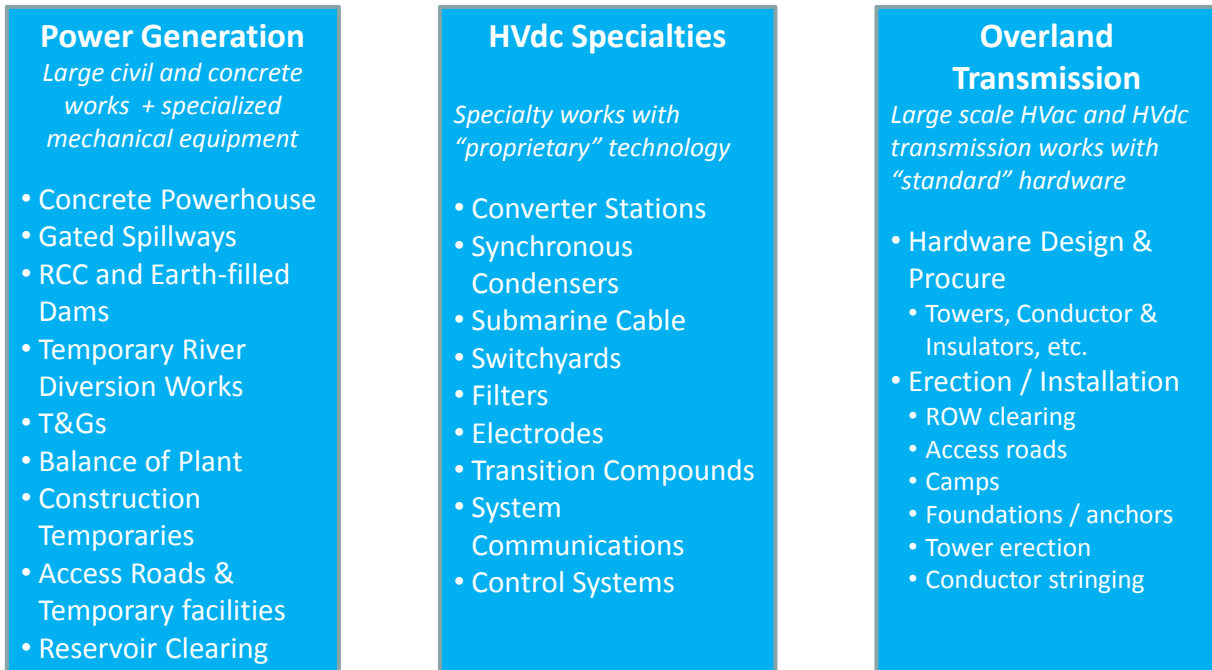 Power Generation
Large civil and concrete
works + specialized
mechanical equipment
• Concrete Powerhouse
• Gated Spillways
• RCC and Earth-filled
Dams
• Temporary River
Diversion Works
• T&Gs
• Balance of Plant
• Construction
Temporaries
• Access Roads &
Temporary facilities
• Reservoir Clearing
HVdc Specialties
Specialty works with
“proprietary” technology
• Converter Stations
• Synchronous
Condensers
• Submarine Cable
• Switchyards
• Filters
• Electrodes
• Transition Compounds
• System
Communications
• Control Systems
Overland
Transmission
Large scale HVac and HVdc
transmission works with
“standard” hardware
• Hardware Design &
Procure
• Towers, Conductor &
Insulators, etc.
• Erection / Installation
• ROW clearing
• Access roads
• Camps
• Foundations / anchors
• Tower erection
• Conductor stringing